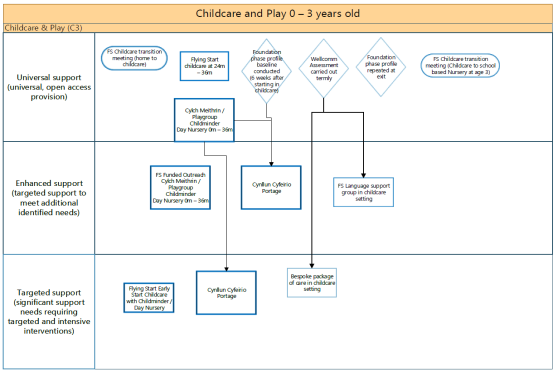 Childcare and Play 0 – 3 years old
Childcare & Play (C3)
Universal support
(universal, open access
provision)
FS Childcare transition
meeting (home to
childcare)
Flying Start
childcare at 24m
– 36m
Foundation
phase profile
baseline
conducted
(6 weeks after
starting in
childcare)
Wellcomm
Assessment
carried out
termly
Foundation
phase profile
repeated at
exit
FS Childcare transition
meeting (Childcare to school
based Nursery at age 3)
Cylch Meithrin /
Playgroup
Childminder
Day Nursery 0m – 36m
Enhanced support
(targeted support to
meet additional
identified needs)
FS Funded Outreach
Cylch Meithrin /
Playgroup
Childminder
Day Nursery 0m – 36m
Cynllun Cyfeirio
Portage
FS Language support
group in childcare
setting
Targeted support
(significant support
needs requiring
targeted and intensive
interventions)
Flying Start Early
Start Childcare
with Childminder /
Day Nursery
Cynllun Cyfeirio
Portage
Bespoke package
of care in childcare
setting